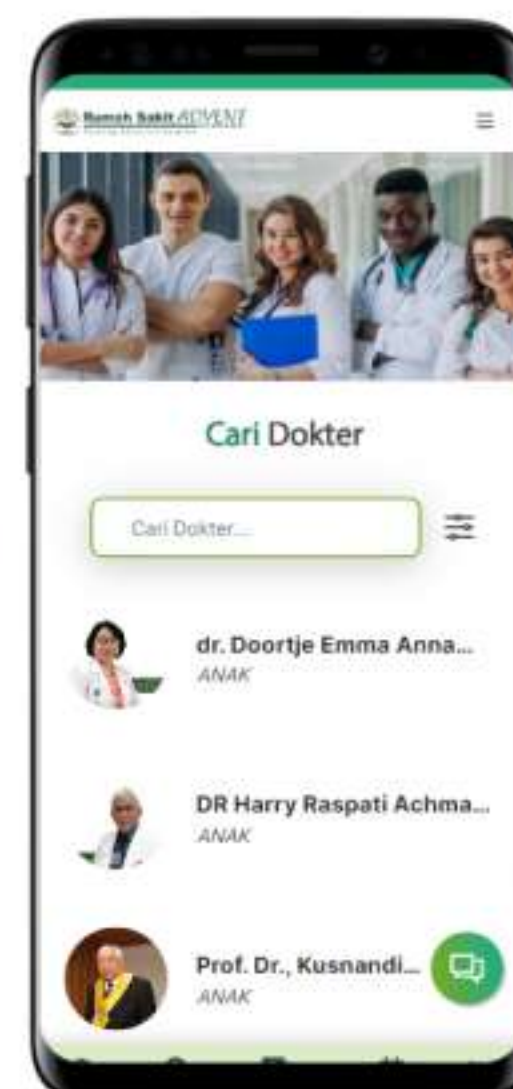 Rumah Sakit ADVENT
Cari Dokter
Cari Dokter...
dr. Doortje Emma Anna...
ANAK
DR Harry Raspati Achma...
ANAK
Prof. Dr., Kusnandi...
ANAK